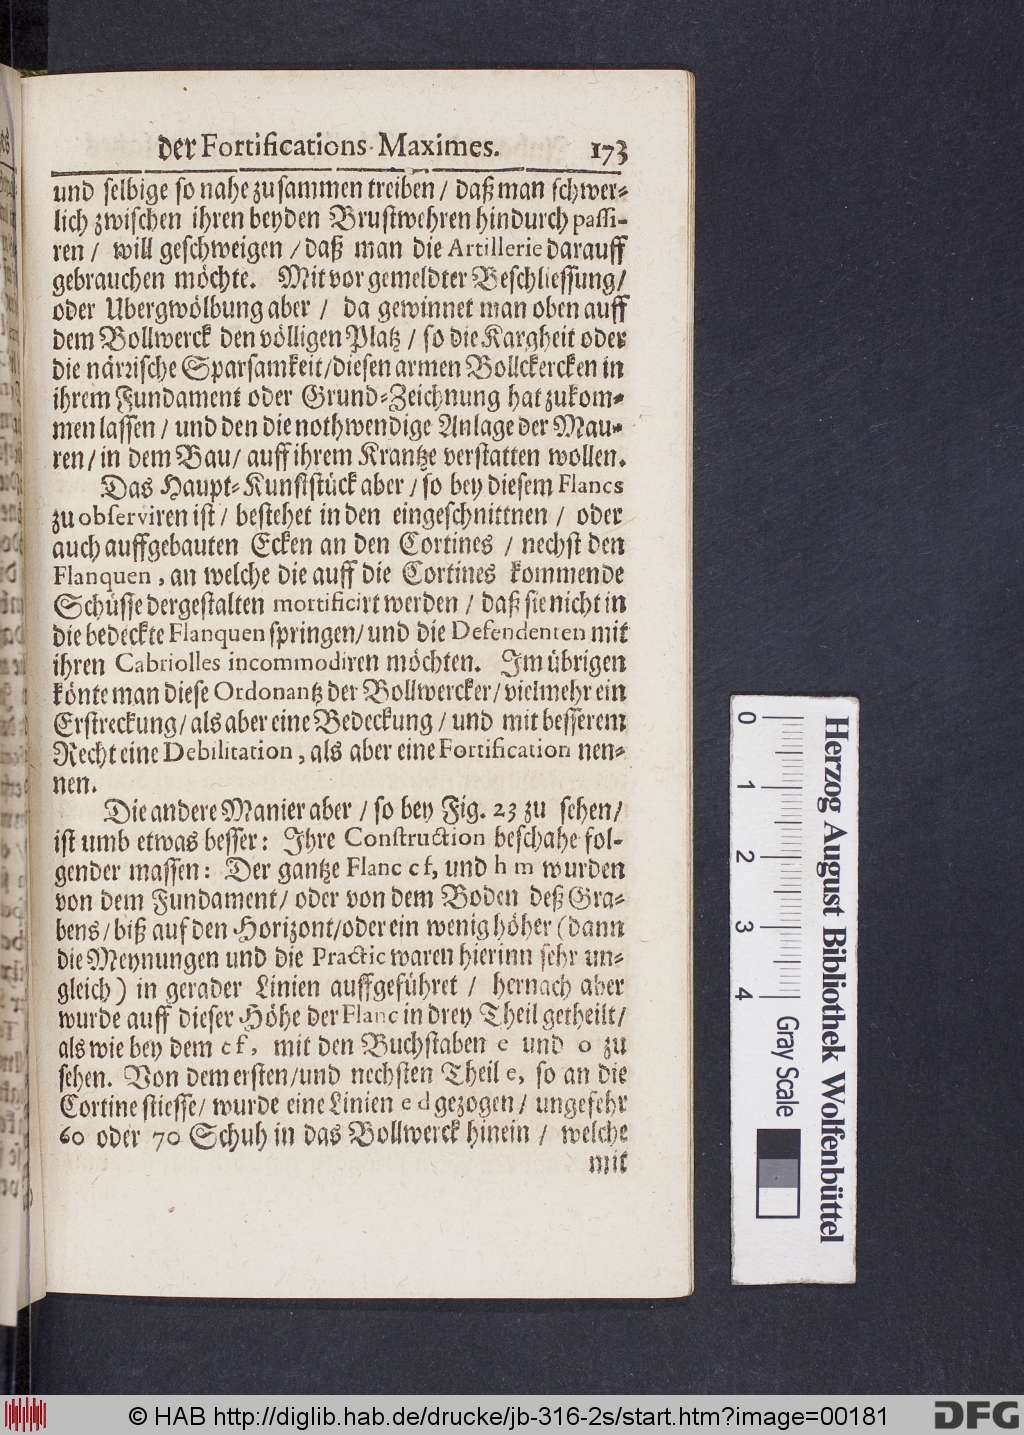 der Fortifications-Maximes. 173
und selbige so nahe zusammen treiben / daß man schwer-
lich zwischen ihren beyden Brustwehren hindurch passi-
ren / will geschweigen / daß man die Artillerie darauff
gebrauchen möchte. Mit vor gemeldter Beschliessung /
oder Ubergwölbung aber / da gewinnet man oben auff
dem Bollwerck den völligen Platz / so die Kargheit oder
die närrische Sparsamkeit / diesen armen Bollckercken in
ihrem Fundament oder Grund-Zeichnung hat zukom-
men lassen / und den die nothwendige Anlage der Mau-
ren / in dem Bau / auff ihrem Krantze verstatten wollen.
Das Haupt-Kunststück aber / so bey diesem Flancs
zu observiren ist / bestehet in den eingeschnittnen / oder
auch auffgebauten Ecken an den Cortines / nechst den
Flanquen, an welche die auff die Cortines kommende
Schüsse dergestalten mortificirt werden / daß sie nicht in
die bedeckte Flanquen springen / und die Defendenten mit
ihren Cabriolles incommodiren möchten. Im übrigen
könte man diese Ordonantz der Bollwercker / vielmehr ein
Erstreckung / als aber eine Bedeckung / und mit besserem
Recht eine Debilitation, als aber eine Fortification nen-
nen.
Die andere Manier aber / so bey Fig. 23 zu sehen /
ist umb etwas besser: Ihre Construction beschahe fol-
gender massen: Der gantze Flanc c f, und h m wurden
von dem Fundament / oder von dem Boden deß Gra-
bens / biß auf den Horizont / oder ein wenig höher (dann
die Meynungen und die Practic waren hierinn sehr un-
gleich) in gerader Linien auffgeführet / hernach aber
wurde auff dieser Höhe der Flanc in drey Theil getheilt /
als wie bey dem c f, mit den Buchstaben e und o zu
sehen. Von dem ersten / und nechsten Theil e, so an die
Cortine stiesse / wurde eine Linien e d gezogen / ungefehr
60 oder 70 Schuh in das Bollwerck hinein / welche
mit
0 1 2 3 4
Gray Scale
Herzog August Bibliothek Wolfenbüttel
© HAB http://diglib.hab.de/drucke/jb-316-2s/start.htm?image=00181
DFG